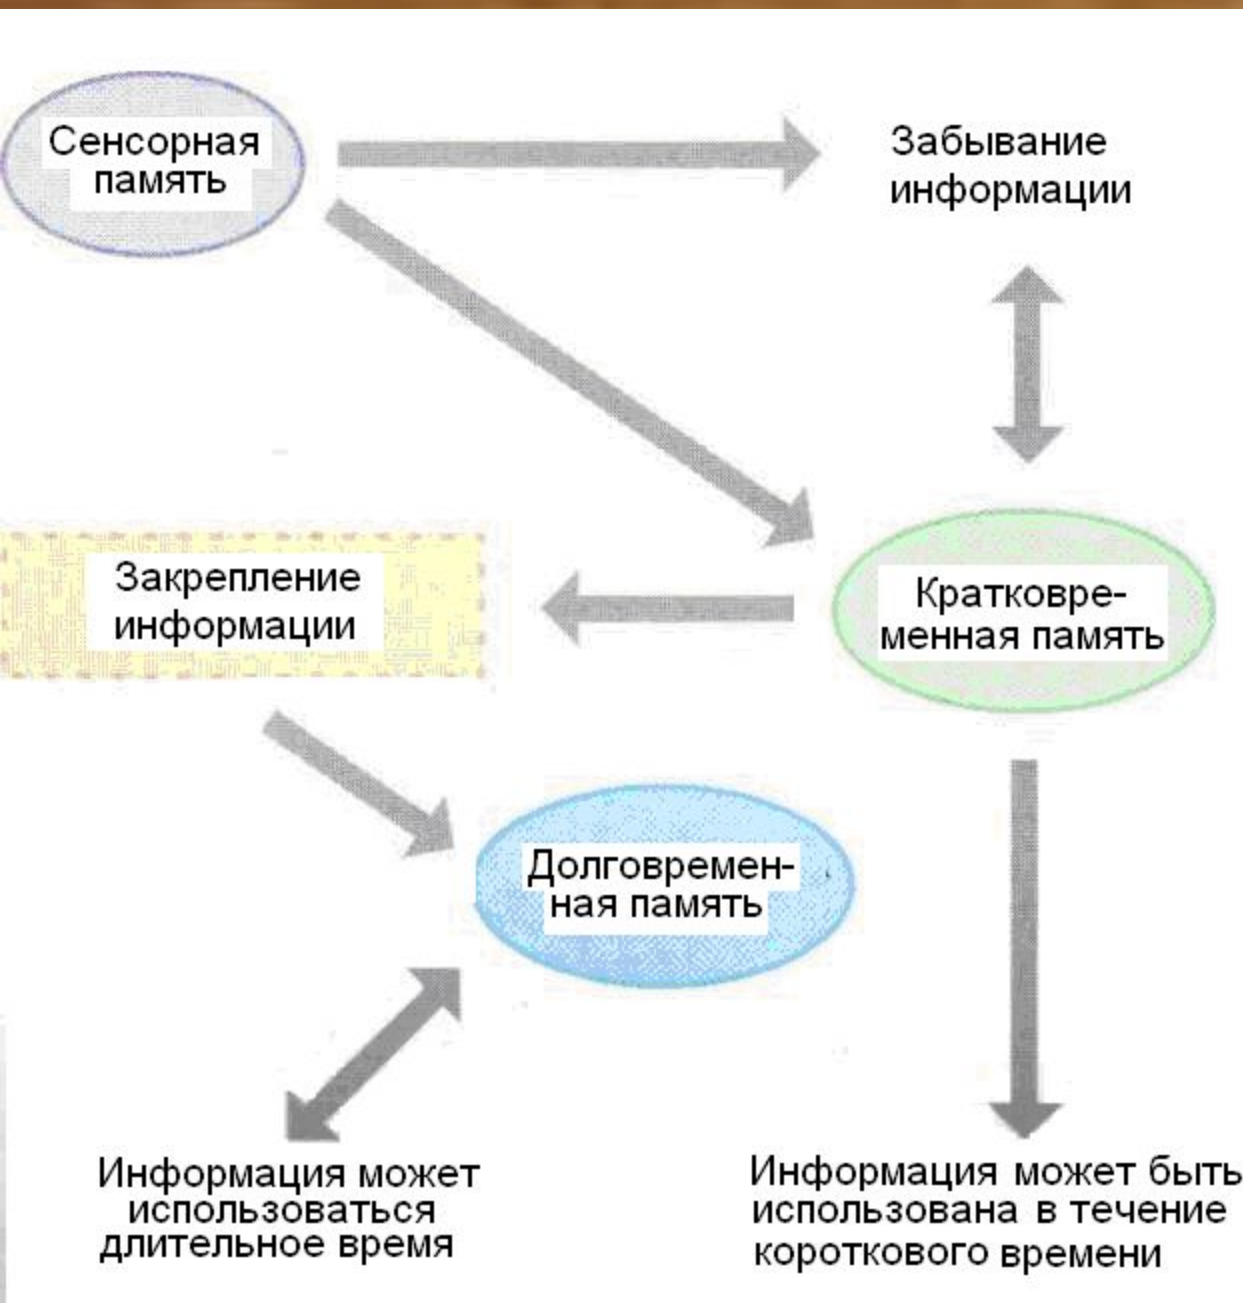 Сенсорная
память
Забывание
информации
Закрепление
информации
Кратковре-
менная память
Долговремен-
ная память
Информация может
использоваться
длительное время
Информация может быть
использована в течение
короткового времени